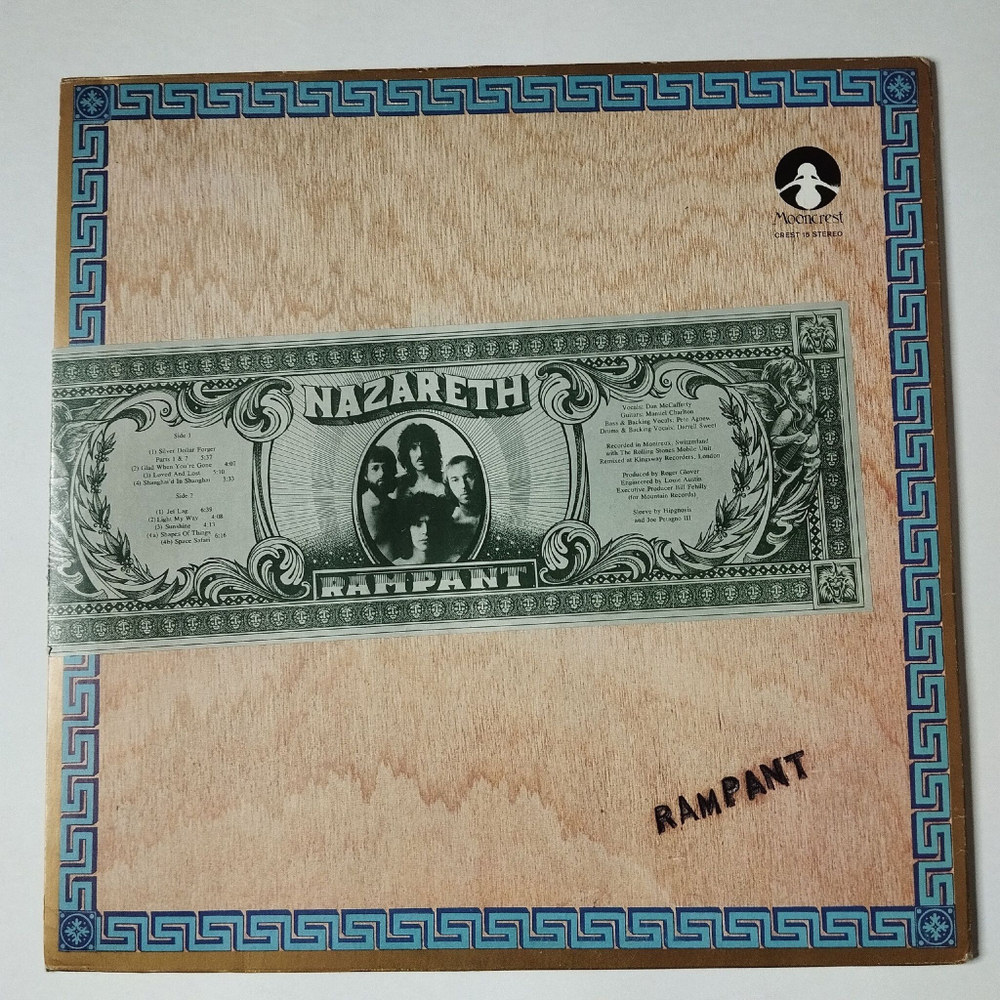 Mooncrest
CREST 15 STEREO
NAZARETH
Side 1
(1) Silver Dollar Forger
Parts 1 & 2 5:37
(2) Glad When You're Gone 4:07
(3) Loved And Lost 5:10
(4) Shanghai'd In Shanghai 3:33
Side 2
(1) Jet Lag 6:39
(2) Light My Way 4:08
(3) Sunshine 4:13
(4a) Shapes Of Things 6:16
(4b) Space Safari
Vocals: Dan McCafferty
Guitars: Manuel Charlton
Bass & Backing Vocals: Pete Agnew
Drums & Backing Vocals: Darrell Sweet
Recorded in Montreux, Switzerland
with The Rolling Stones Mobile Unit
Remixed at Kingsway Recorders, London
Produced by Roger Glover
Engineered by Louie Austin
Executive Producer Bill Fehilly
(for Mountain Records)
Sleeve by Hipgnosis
and Joe Petagno III
RAMPANT
RAMPANT